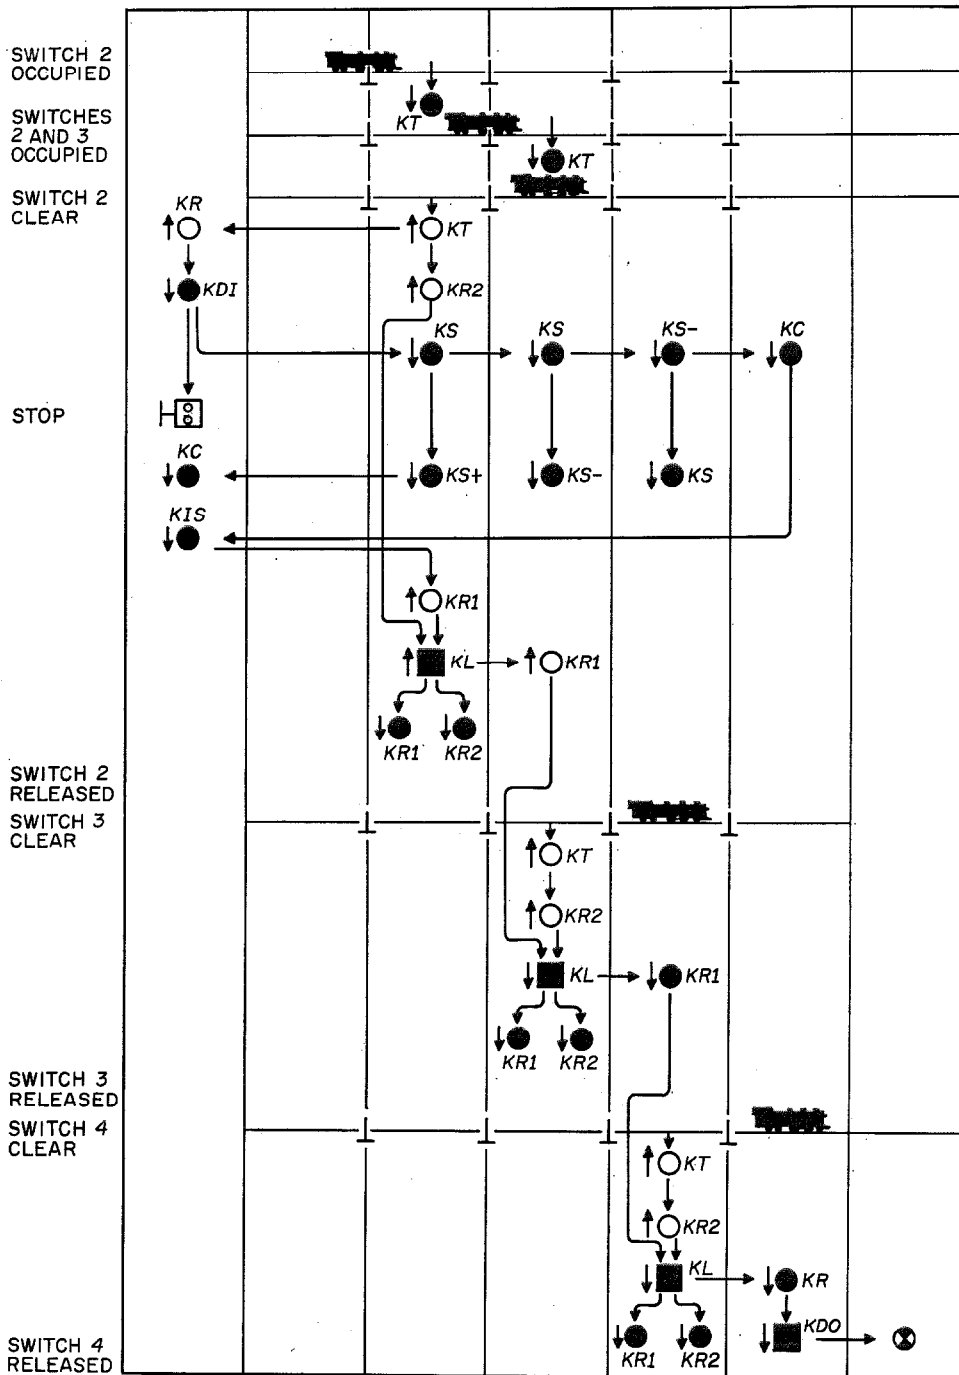 SWITCH 2
OCCUPIED
KT
SWITCHES
2 AND 3
OCCUPIED
KT
SWITCH 2
CLEAR
KR
KT
KDI
KR2
KS
KS
KS-
KC
STOP
KC
KS+
KS-
KS
KIS
KR1
KL
KR1
KR1
KR2
SWITCH 2
RELEASED
SWITCH 3
CLEAR
KT
KR2
KL
KR1
KR1
KR2
SWITCH 3
RELEASED
SWITCH 4
CLEAR
KT
KR2
KL
KR
KDO
KR1
KR2
SWITCH 4
RELEASED